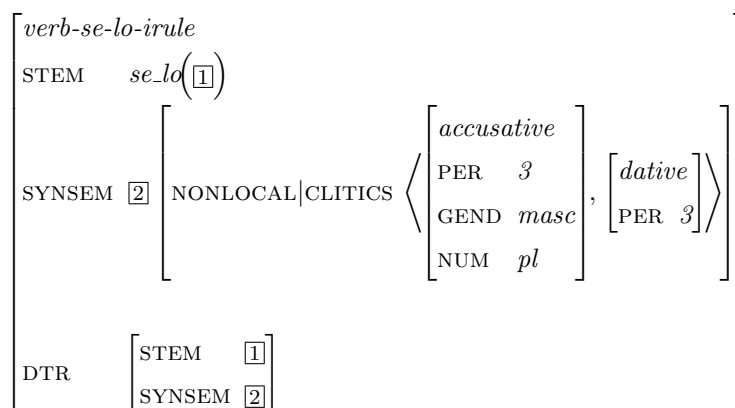 verb-se-lo-irule
STEM se_lo(1)
accusative
PER 3 dative
SYNSEM 2 NONLOCAL|CLITICS ⟨ , ⟩
GEND masc PER 3
NUM pl
STEM 1
DTR
SYNSEM 2